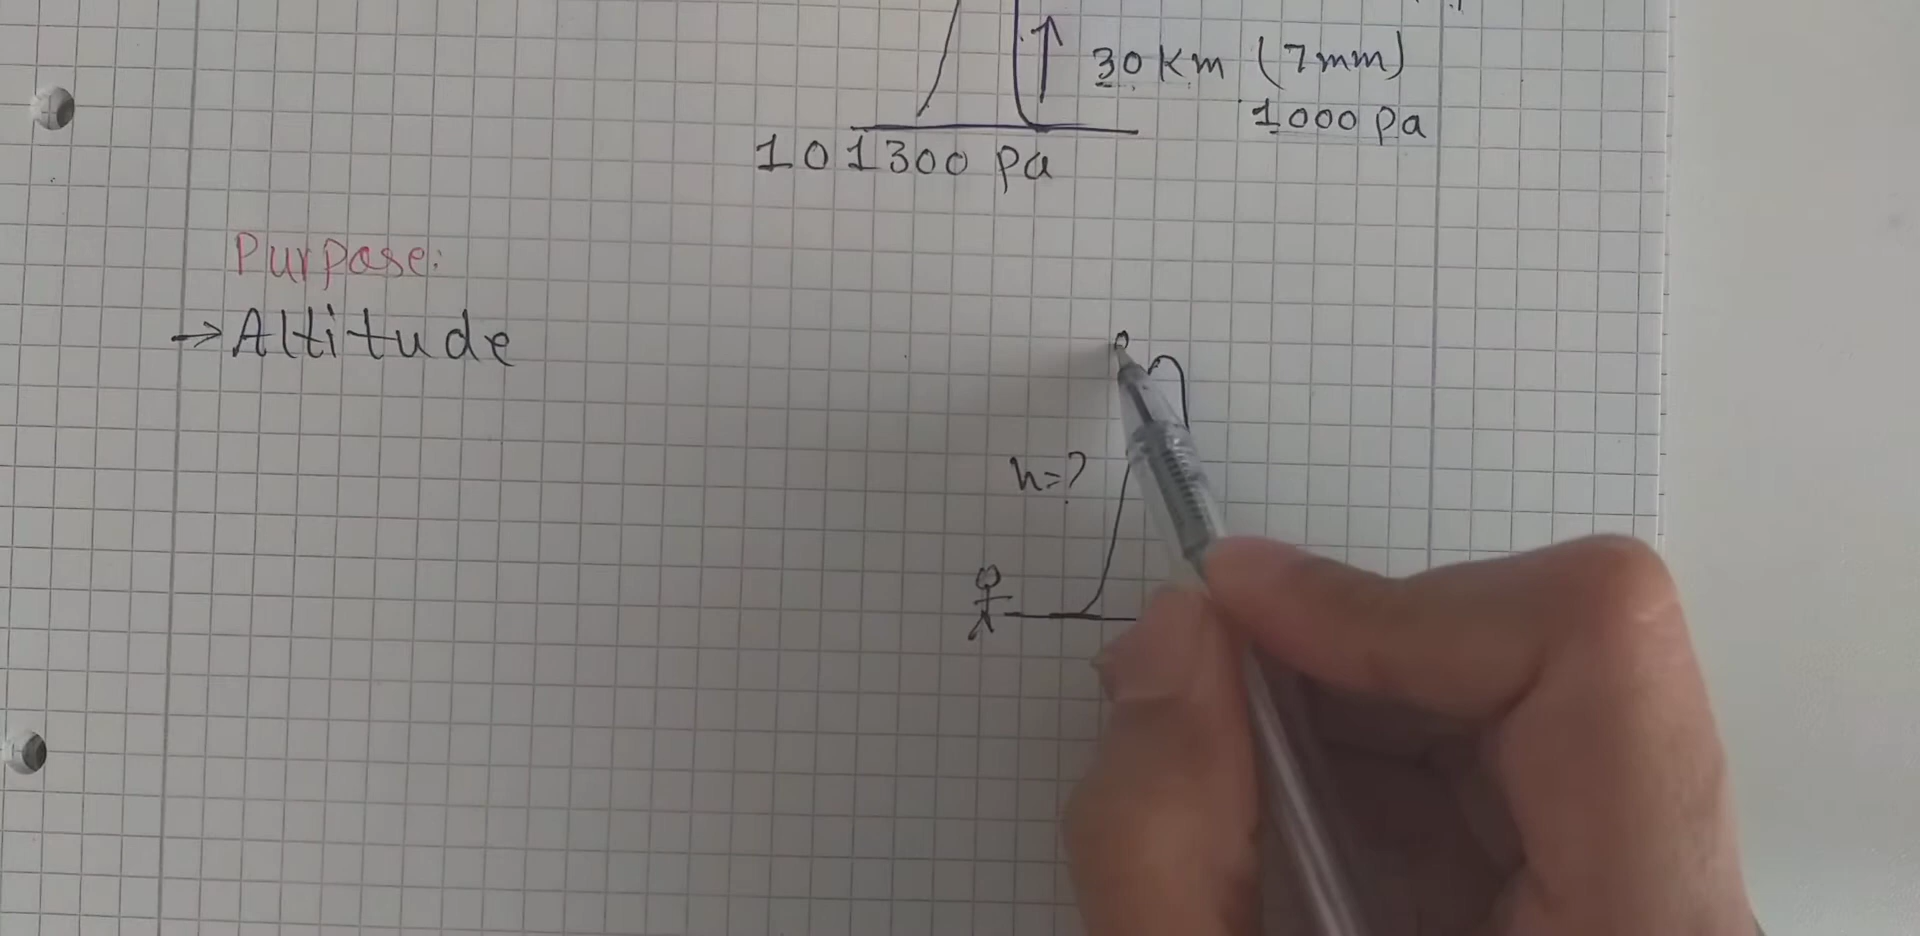 30 km (7mm)
1000 pa
101300 pa
Purpose:
→ Altitude
h=?